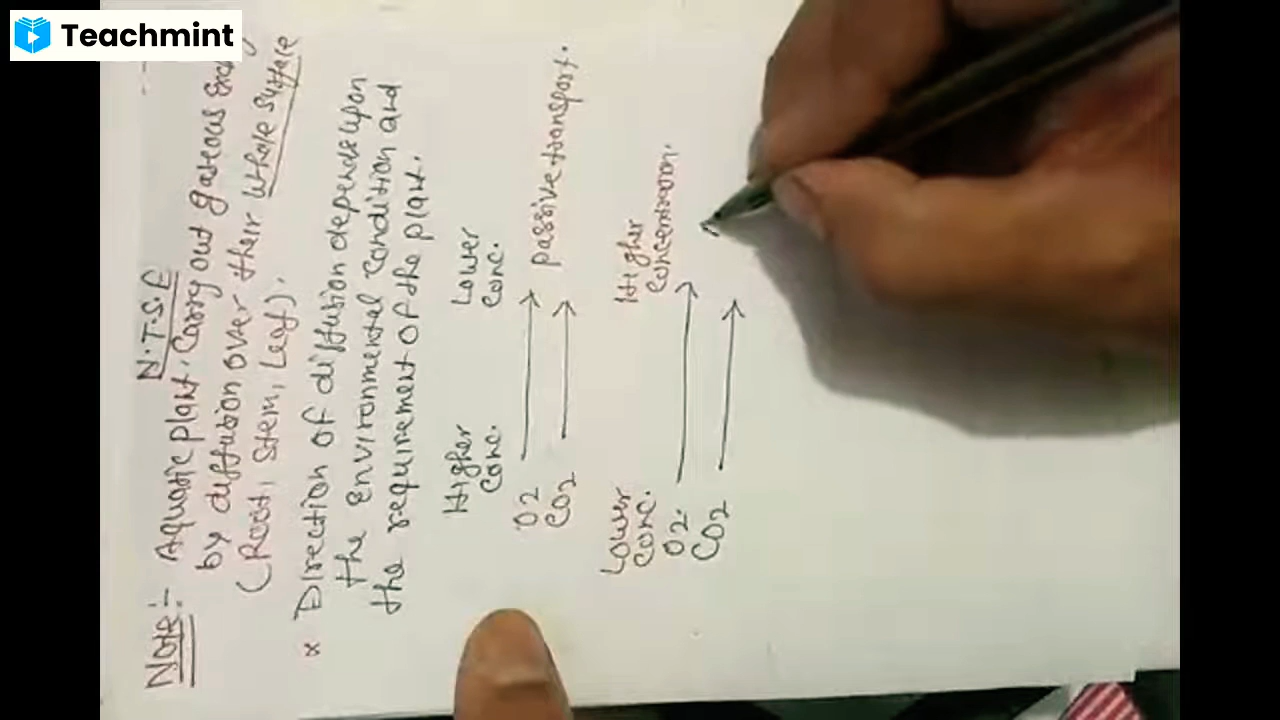 Teachmint
N.T.S.E
Note:- Aquatic plant. Carry out gaseous
by diffusion over their whole surface
(Root, Stem, Leaf).
x Direction of diffusion depends upon
the environmental condition and
the requirement of the plant.
Higher Lower
Conc. Conc.
O2
CO2 passive transport.
Lower Higher
Conc. Concentration.
O2.
CO2